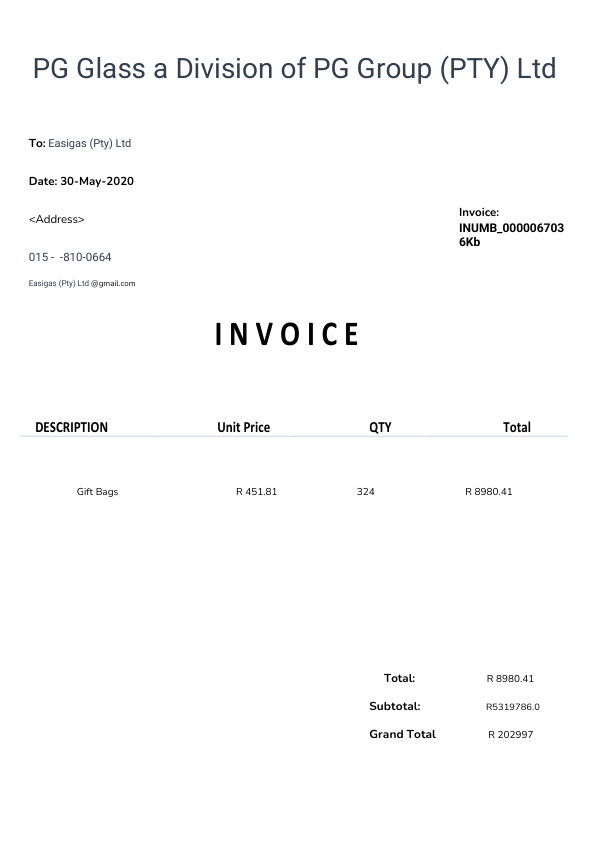 PG Glass a Division of PG Group (PTY) Ltd
To: Easigas (Pty) Ltd
Date: 30-May-2020
<Address>
Invoice:
INUMB_000006703
6Kb
015 -  -810-0664
Easigas (Pty) Ltd @gmail.com
INVOICE
DESCRIPTION Unit Price QTY Total
Gift Bags R 451.81 324 R 8980.41
Total: R 8980.41
Subtotal: R5319786.0
Grand Total R 202997